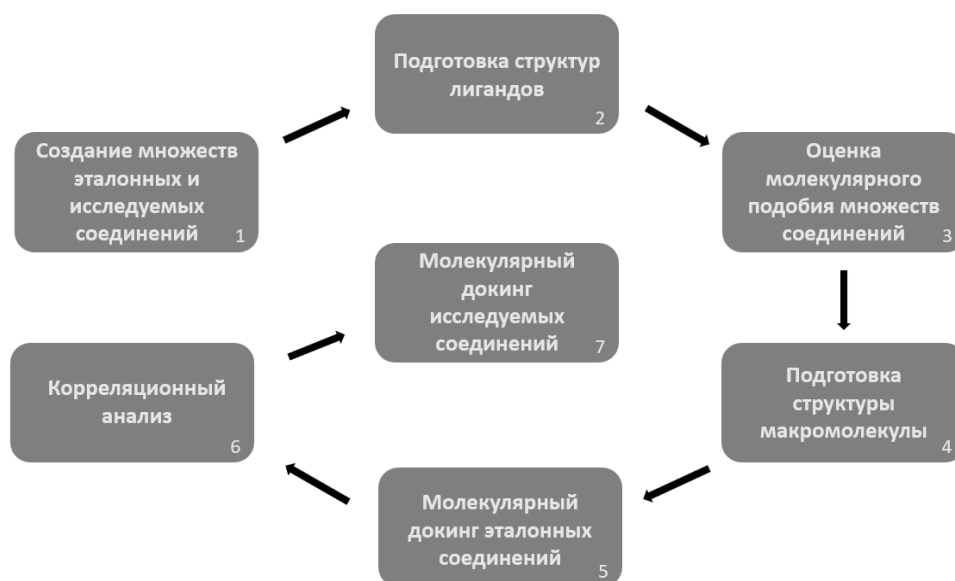 Создание множеств
эталонных и
исследуемых
соединений
1
Подготовка структур
лигандов
2
Оценка
молекулярного
подобия множеств
соединений
3
Подготовка
структуры
макромолекулы
4
Молекулярный
докинг эталонных
соединений
5
Корреляционный
анализ
6
Молекулярный
докинг
исследуемых
соединений
7